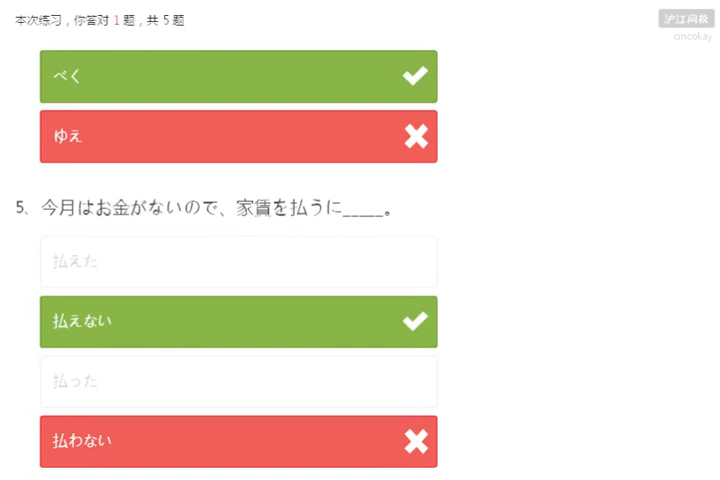 本次练习，你答对 1 题，共 5 题
沪江网校
cincokay
べく
ゆえ
5、今月はお金がないので、家賃を払うに_____。
払えた
払えない
払った
払わない